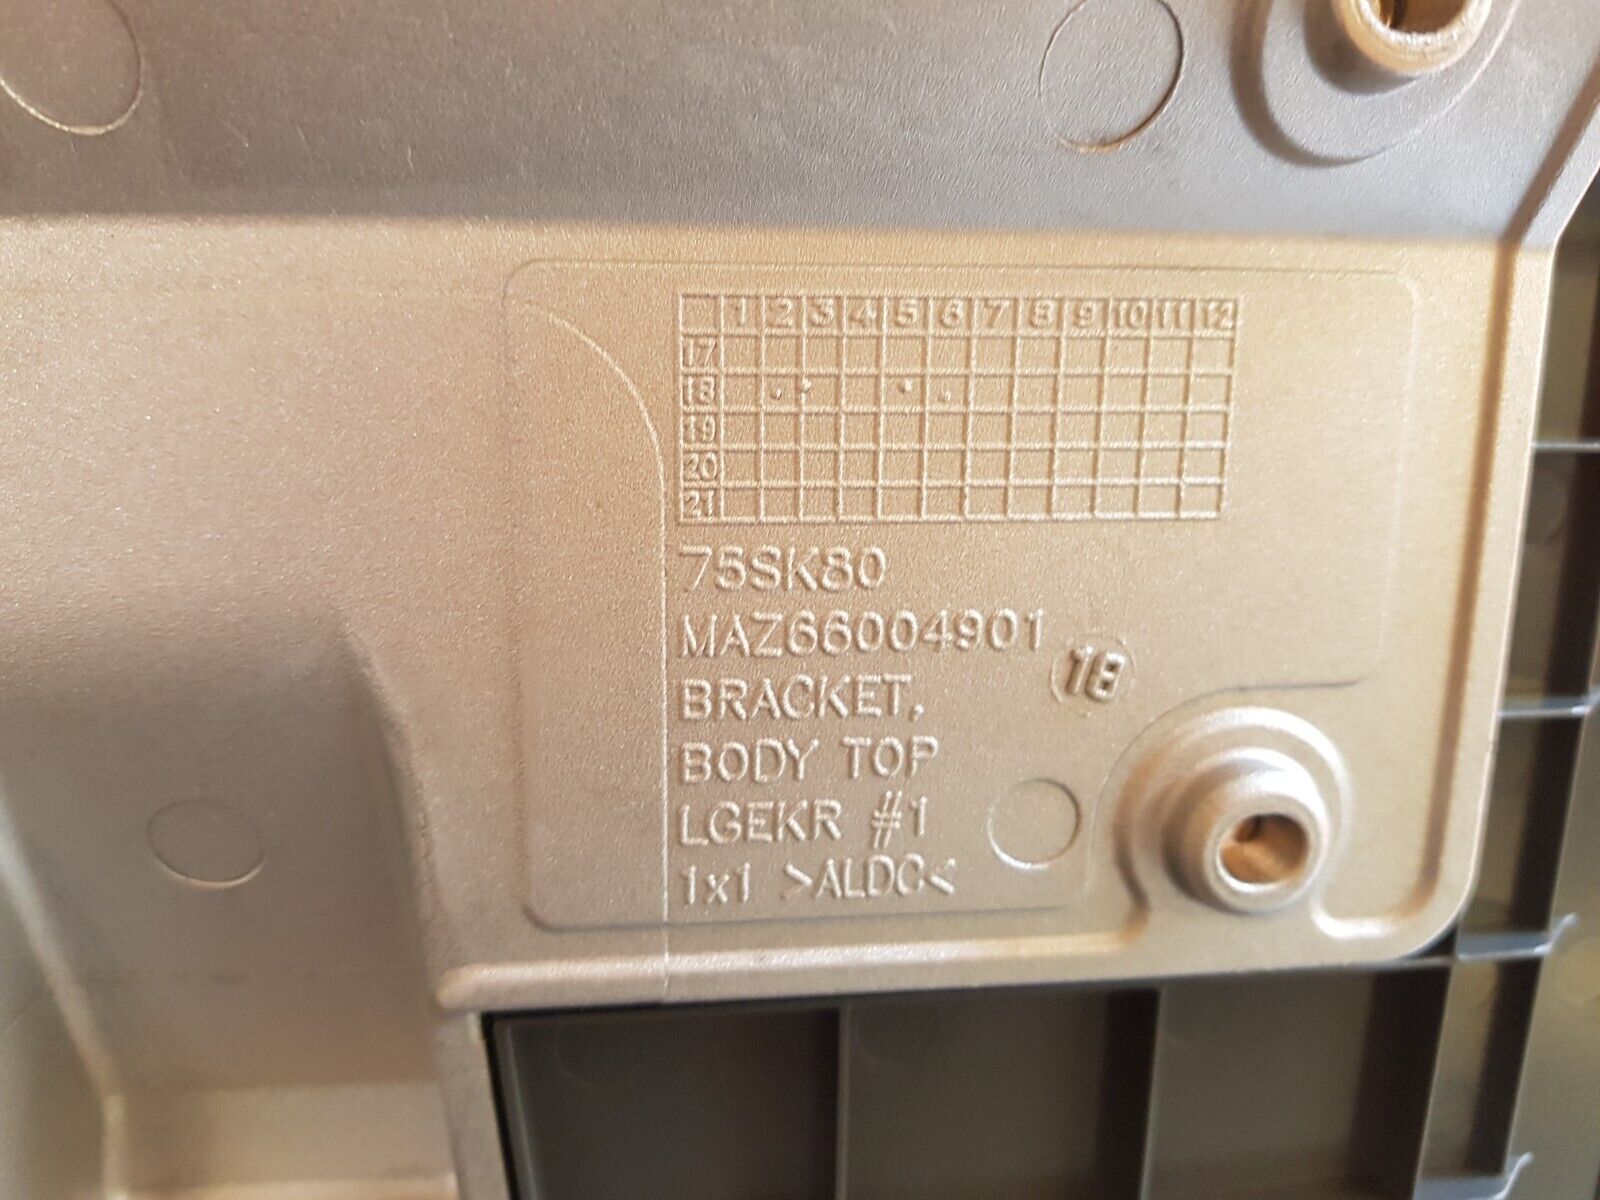 1 2 3 4 5 6 7 8 9 10 11 12
17
18
19
20
21
75SK80
MAZ66004901
18
BRACKET,
BODY TOP
LGEKR #1
1x1 >ALDC<